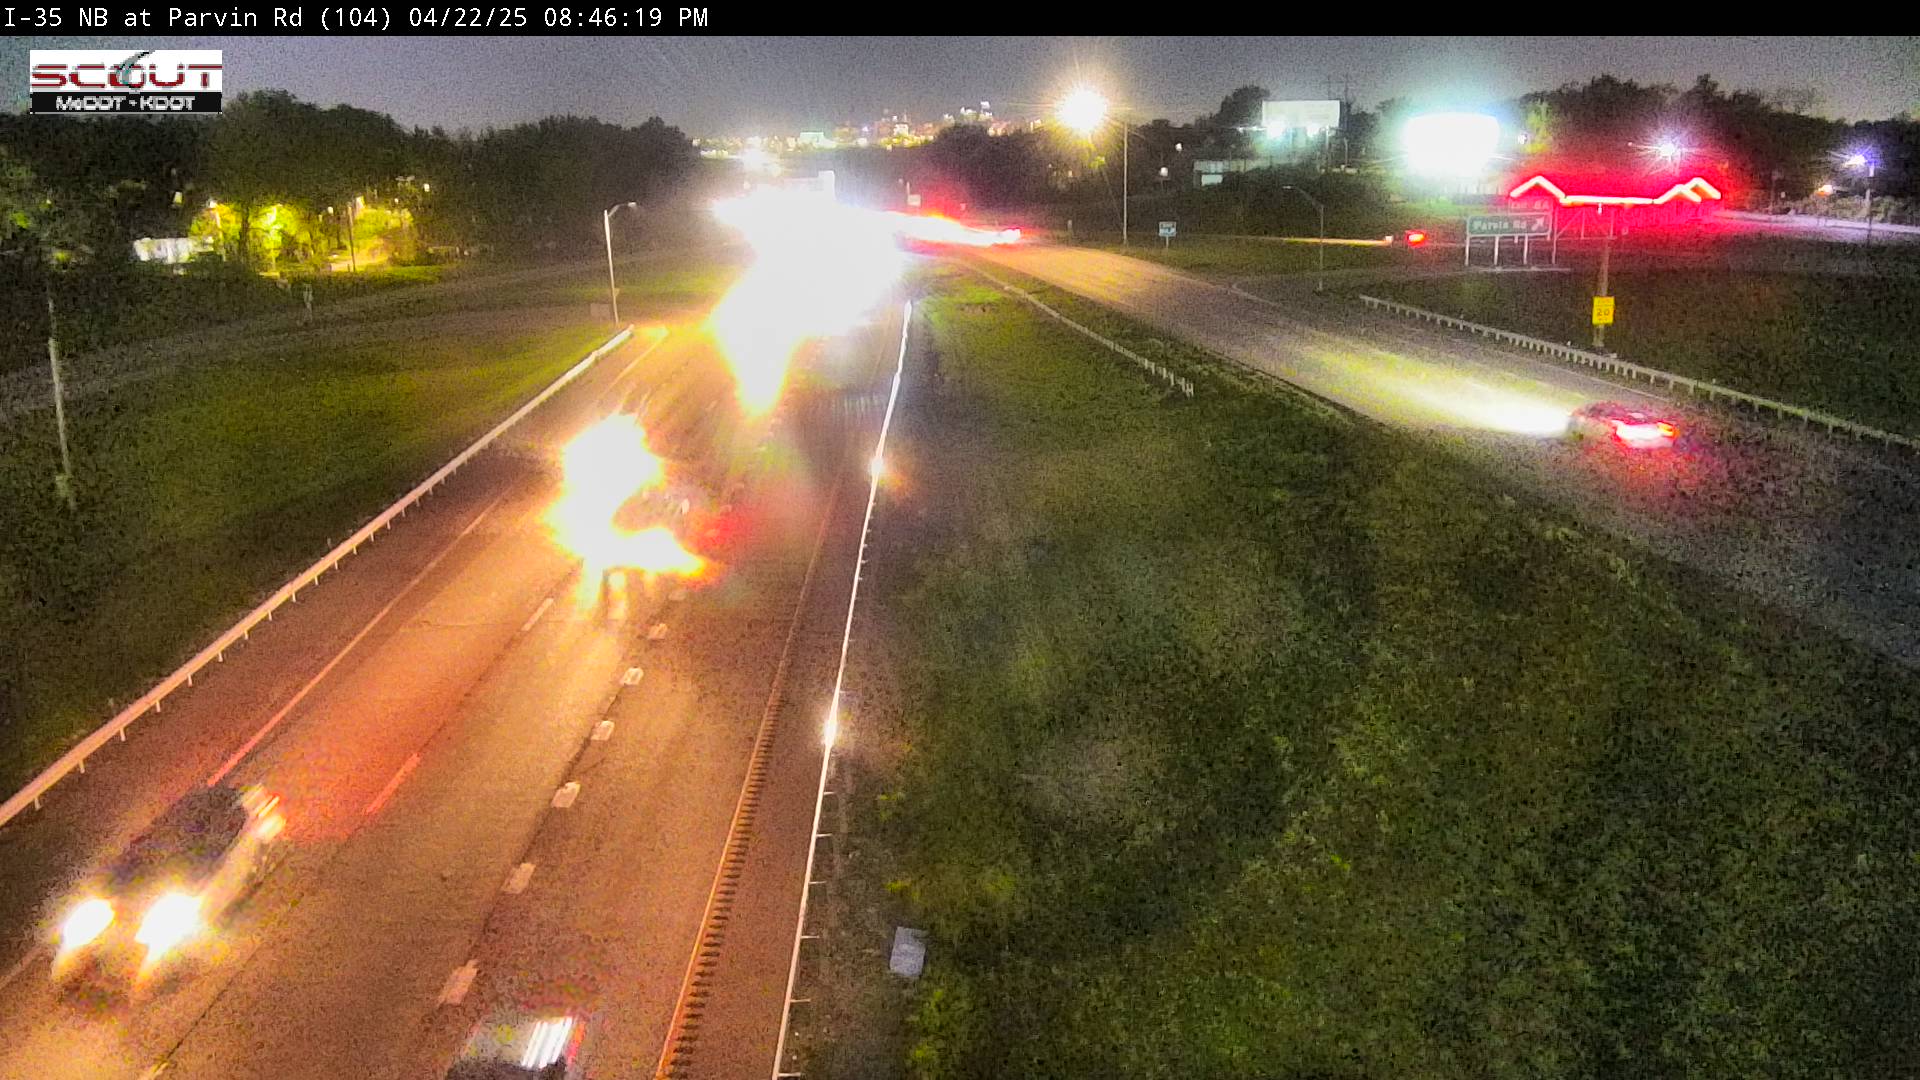 I-35 NB at Parvin Rd (104) 04/22/25 08:46:19 PM
SCOUT
MoDOT - KDOT
Parvin Rd
20